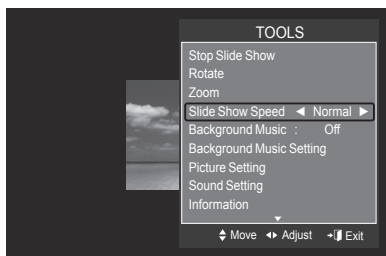 TOOLS
Stop Slide Show
Rotate
Zoom
Slide Show Speed ◀ Normal ▶
Background Music : Off
Background Music Setting
Picture Setting
Sound Setting
Information
Move Adjust Exit